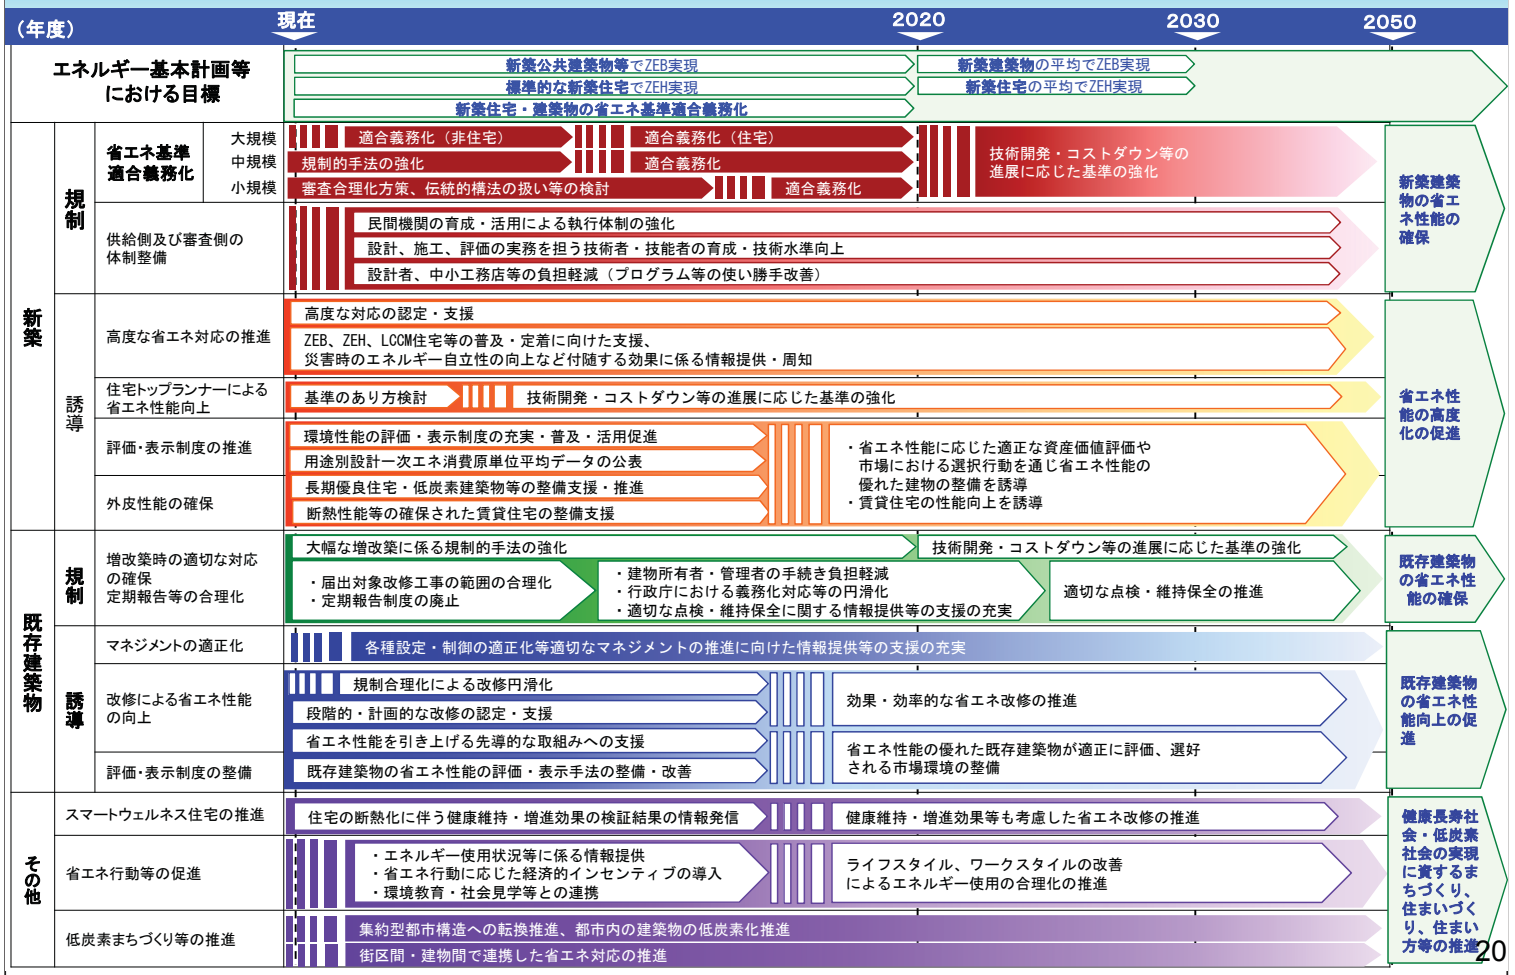 （年度）
現在
2020
2030
2050
エネルギー基本計画等
における目標
新築公共建築物等でZEB実現
新築建築物の平均でZEB実現
標準的な新築住宅でZEH実現
新築住宅の平均でZEH実現
新築住宅・建築物の省エネ基準適合義務化
新築
規制
省エネ基準
適合義務化
大規模
適合義務化（非住宅）
適合義務化（住宅）
中規模
規制的手法の強化
適合義務化
小規模
審査合理化方策、伝統的構法の扱い等の検討
適合義務化
技術開発・コストダウン等の
進展に応じた基準の強化
新築建築
物の省エ
ネ性能の
確保
供給側及び審査側の
体制整備
民間機関の育成・活用による執行体制の強化
設計、施工、評価の実務を担う技術者・技能者の育成・技術水準向上
設計者、中小工務店等の負担軽減（プログラム等の使い勝手改善）
誘導
高度な省エネ対応の推進
高度な対応の認定・支援
ZEB、ZEH、LCCM住宅等の普及・定着に向けた支援、
災害時のエネルギー自立性の向上など付随する効果に係る情報提供・周知
住宅トップランナーによる
省エネ性能向上
基準のあり方検討
技術開発・コストダウン等の進展に応じた基準の強化
省エネ性
能の高度
化の促進
評価・表示制度の推進
環境性能の評価・表示制度の充実・普及・活用促進
用途別設計一次エネ消費原単位平均データの公表
外皮性能の確保
長期優良住宅・低炭素建築物等の整備支援・推進
断熱性能等の確保された賃貸住宅の整備支援
・省エネ性能に応じた適正な資産価値評価や
市場における選択行動を通じ省エネ性能の
優れた建物の整備を誘導
・賃貸住宅の性能向上を誘導
既存建築物
規制
増改築時の適切な対応
の確保
定期報告等の合理化
大幅な増改築に係る規制的手法の強化
技術開発・コストダウン等の進展に応じた基準の強化
・届出対象改修工事の範囲の合理化
・定期報告制度の廃止
・建物所有者・管理者の手続き負担軽減
・行政庁における義務化対応等の円滑化
・適切な点検・維持保全に関する情報提供等の支援の充実
適切な点検・維持保全の推進
既存建築物
の省エネ性
能の確保
誘導
マネジメントの適正化
各種設定・制御の適正化等適切なマネジメントの推進に向けた情報提供等の支援の充実
改修による省エネ性能
の向上
規制合理化による改修円滑化
段階的・計画的な改修の認定・支援
効果・効率的な省エネ改修の推進
省エネ性能を引き上げる先導的な取組みへの支援
評価・表示制度の整備
既存建築物の省エネ性能の評価・表示手法の整備・改善
省エネ性能の優れた既存建築物が適正に評価、選好
される市場環境の整備
既存建築物
の省エネ性
能向上の促
進
その他
スマートウェルネス住宅の推進
住宅の断熱化に伴う健康維持・増進効果の検証結果の情報発信
健康維持・増進効果等も考慮した省エネ改修の推進
省エネ行動等の促進
・エネルギー使用状況等に係る情報提供
・省エネ行動に応じた経済的インセンティブの導入
・環境教育・社会見学等との連携
ライフスタイル、ワークスタイルの改善
によるエネルギー使用の合理化の推進
低炭素まちづくり等の推進
集約型都市構造への転換推進、都市内の建築物の低炭素化推進
街区間・建物間で連携した省エネ対応の推進
健康長寿社
会・低炭素
社会の実現
に資するま
ちづくり、
住まいづく
り、住まい
方等の推進
20